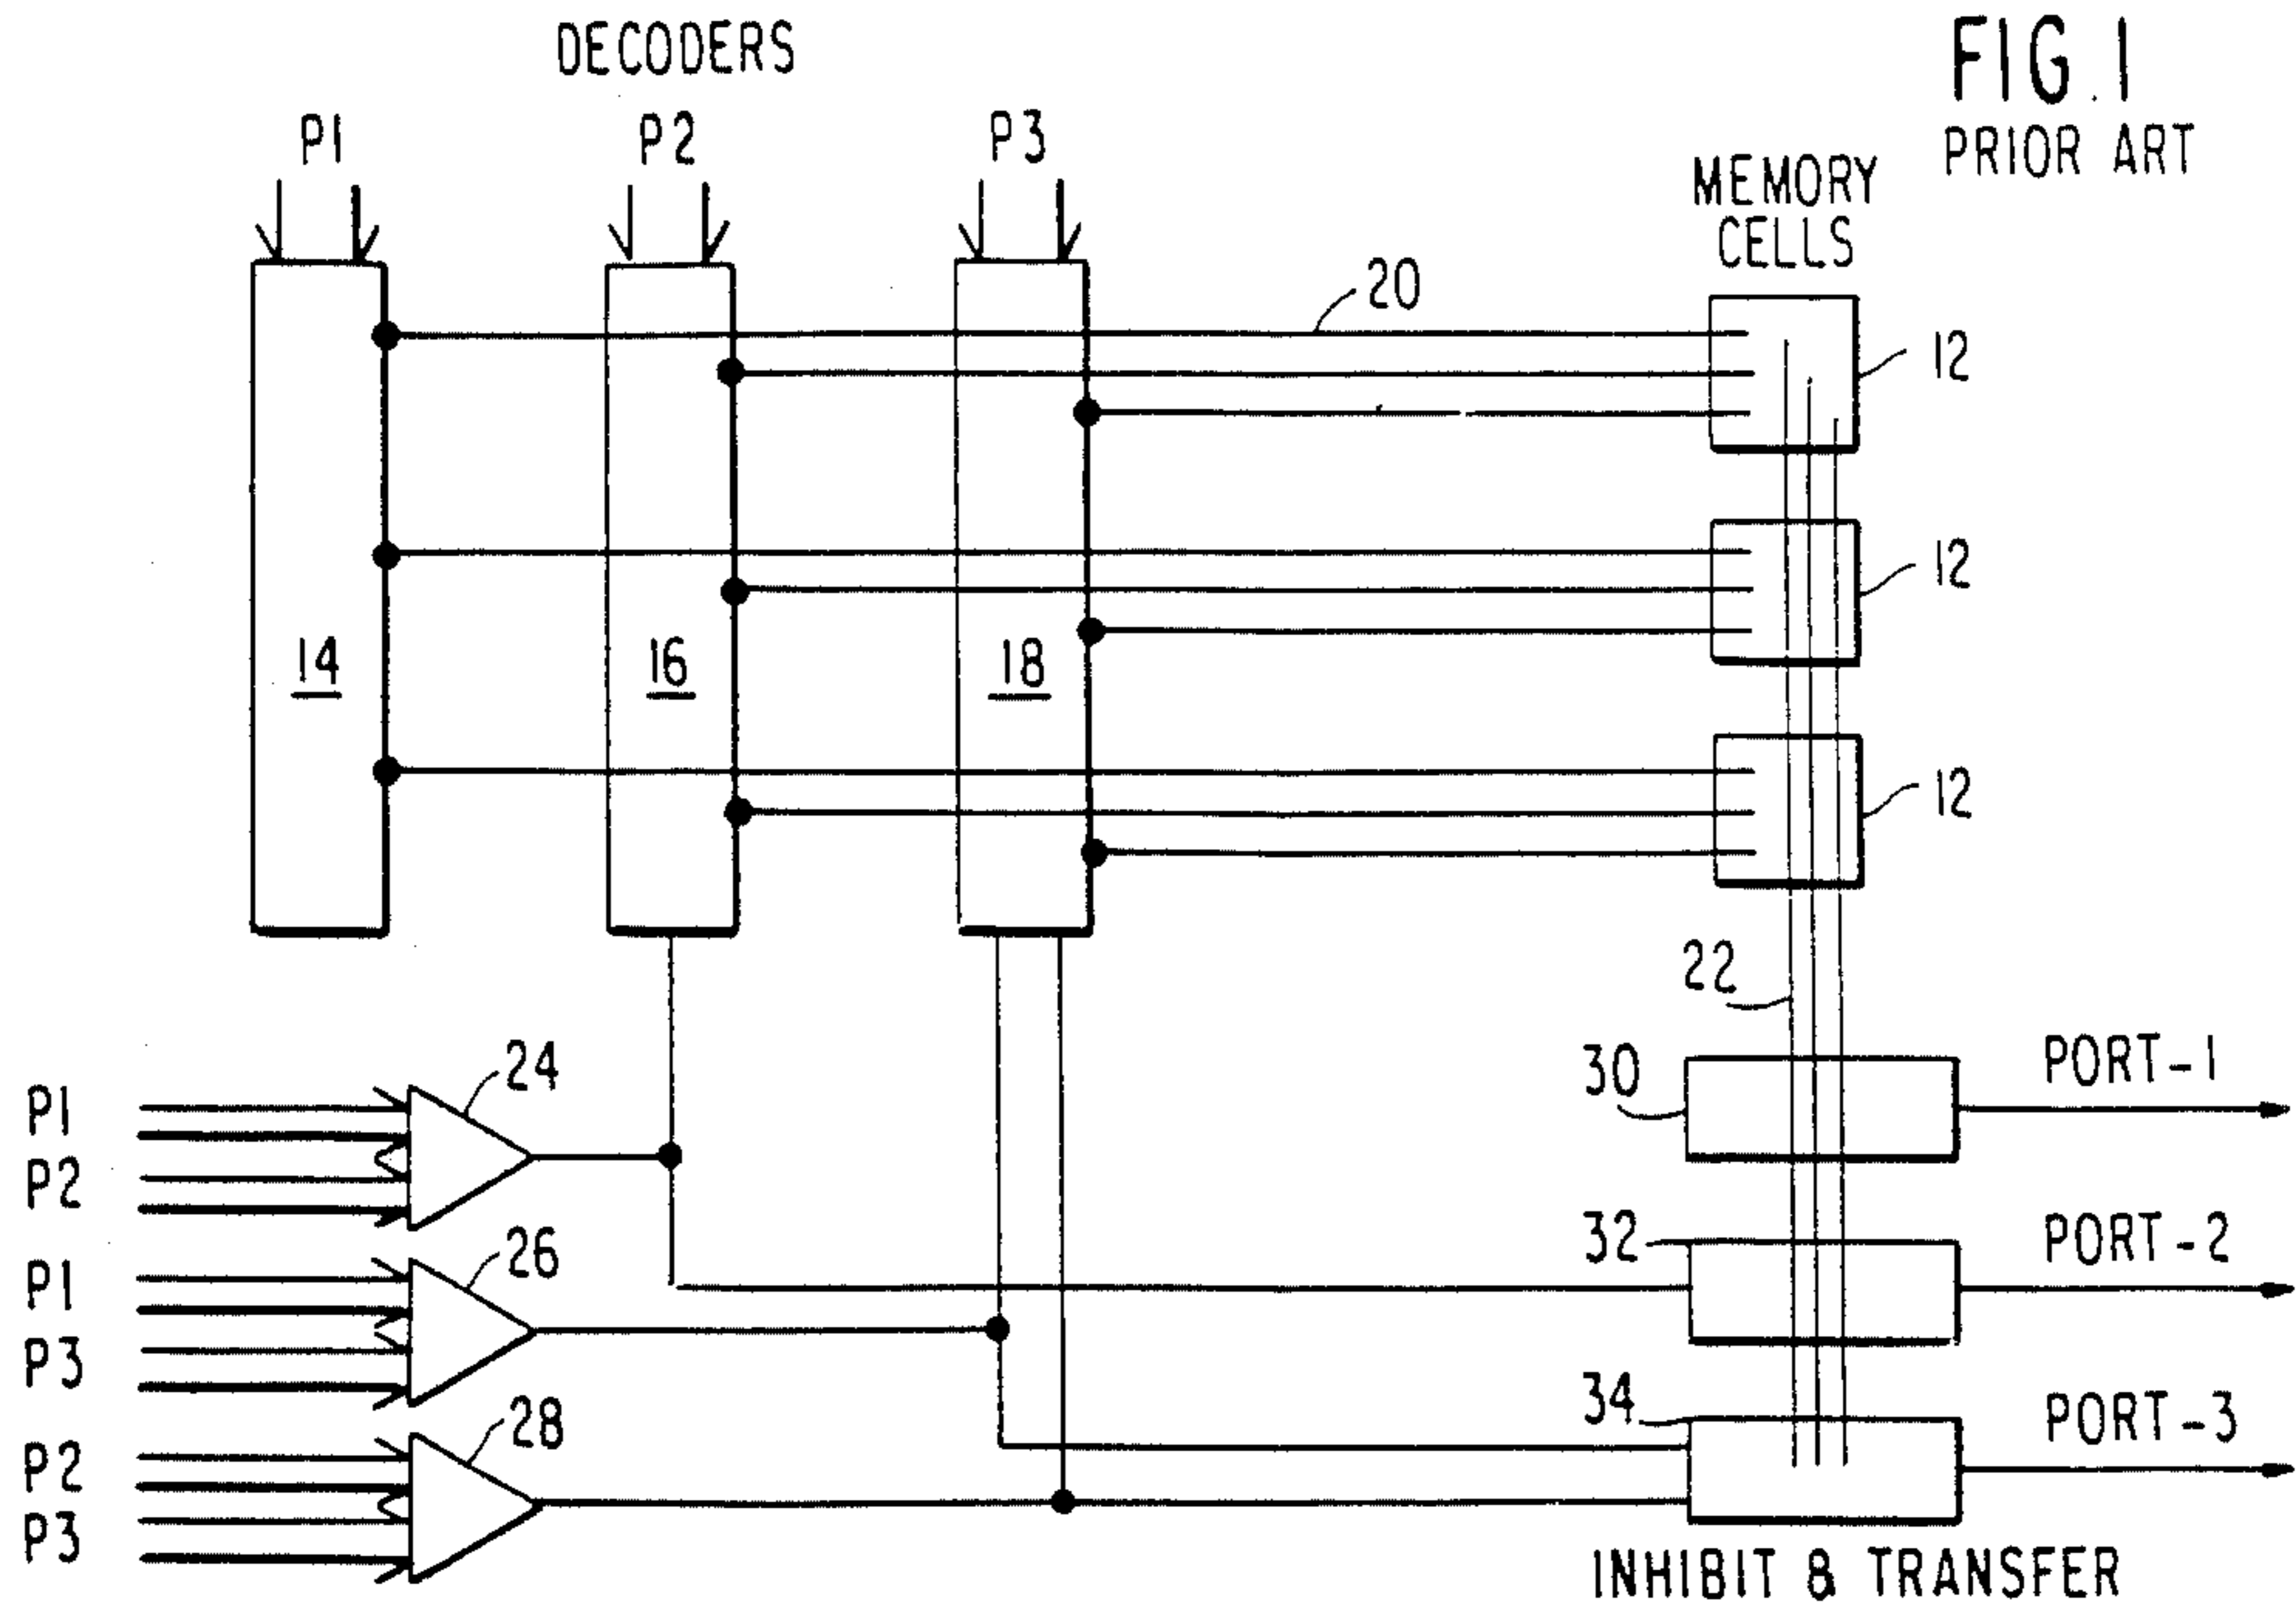 DECODERS
FIG. 1
PRIOR ART
P1
P2
P3
MEMORY
CELLS
20
12
12
14
16
18
12
22
24
P1
P2
30
PORT-1
26
P1
P3
32
PORT-2
28
P2
P3
34
PORT-3
INHIBIT & TRANSFER